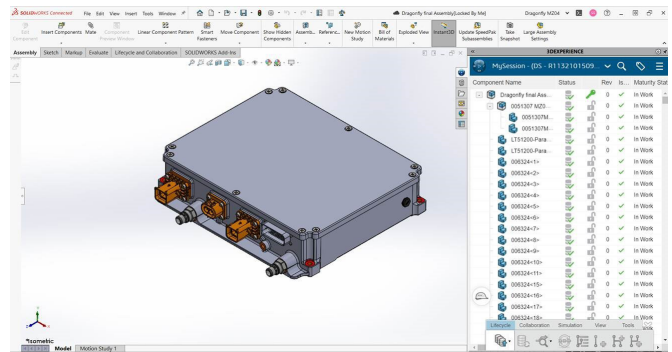 SOLIDWORKS Connected File Edit View Insert Tools Window Dragonfly final Assembly[Locked By Me] Dragonfly MZ04
Edit Component Insert Components Mate Component Preview Window Linear Component Pattern Smart Fasteners Move Component Show Hidden Components Assemb... Referenc... New Motion Study Bill of Materials Exploded View Instant3D Update SpeedPak Subassemblies Take Snapshot Large Assembly Settings
Assembly Sketch Markup Evaluate Lifecycle and Collaboration SOLIDWORKS Add-Ins
3DEXPERIENCE
MySession - (DS - R1132101509...
Component Name Status Rev Is... Maturity Stat
Dragonfly final Ass... 0 In Work
0051307 MZ0... 0 In Work
0051307M... 0 In Work
0051307M... 0 In Work
LT51200-Para... 0 In Work
LT51200-Para... 0 In Work
006324<1> 0 In Work
006324<2> 0 In Work
006324<3> 0 In Work
006324<4> 0 In Work
006324<5> 0 In Work
006324<6> 0 In Work
006324<7> 0 In Work
006324<8> 0 In Work
006324<9> 0 In Work
006324<10> 0 In Work
006324<11> 0 In Work
006324<15> 0 In Work
006324<16> 0 In Work
006324<17> 0 In Work
006324<18> 0 In Work
Lifecycle Collaboration Simulation View Tools
*Isometric
Model Motion Study 1